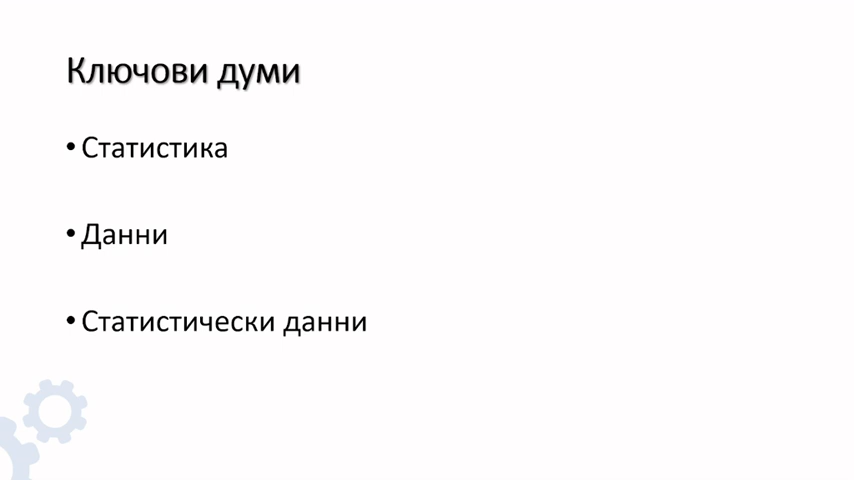 Ключови думи
• Статистика
• Данни
• Статистически данни